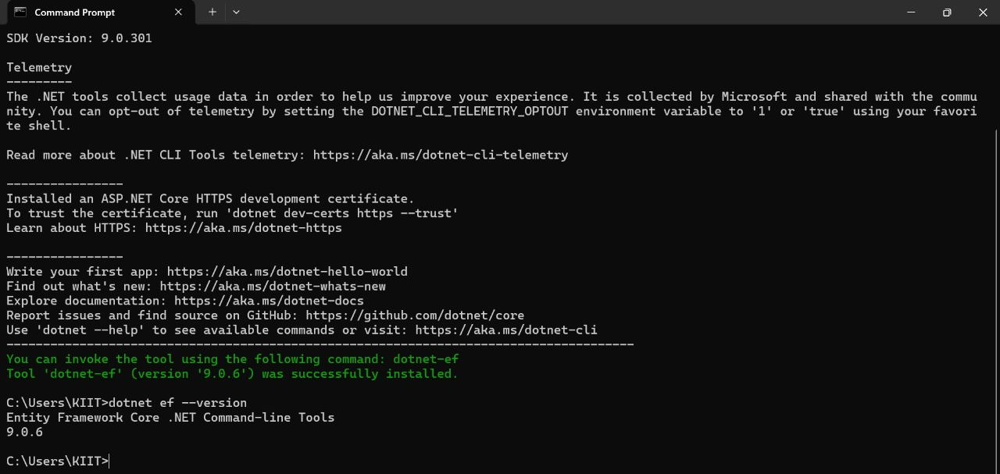 Command Prompt
SDK Version: 9.0.301
Telemetry
---------
The .NET tools collect usage data in order to help us improve your experience. It is collected by Microsoft and shared with the commu
nity. You can opt-out of telemetry by setting the DOTNET_CLI_TELEMETRY_OPTOUT environment variable to '1' or 'true' using your favori
te shell.
Read more about .NET CLI Tools telemetry: https://aka.ms/dotnet-cli-telemetry
----------------
Installed an ASP.NET Core HTTPS development certificate.
To trust the certificate, run 'dotnet dev-certs https --trust'
Learn about HTTPS: https://aka.ms/dotnet-https
----------------
Write your first app: https://aka.ms/dotnet-hello-world
Find out what's new: https://aka.ms/dotnet-whats-new
Explore documentation: https://aka.ms/dotnet-docs
Report issues and find source on GitHub: https://github.com/dotnet/core
Use 'dotnet --help' to see available commands or visit: https://aka.ms/dotnet-cli
--------------------------------------------------------------------------------------
You can invoke the tool using the following command: dotnet-ef
Tool 'dotnet-ef' (version '9.0.6') was successfully installed.
C:\Users\KIIT>dotnet ef --version
Entity Framework Core .NET Command-line Tools
9.0.6
C:\Users\KIIT>